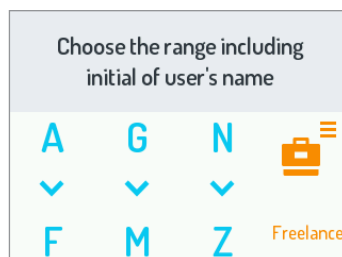 Choose the range including
initial of user's name
A G N
F M Z
Freelance